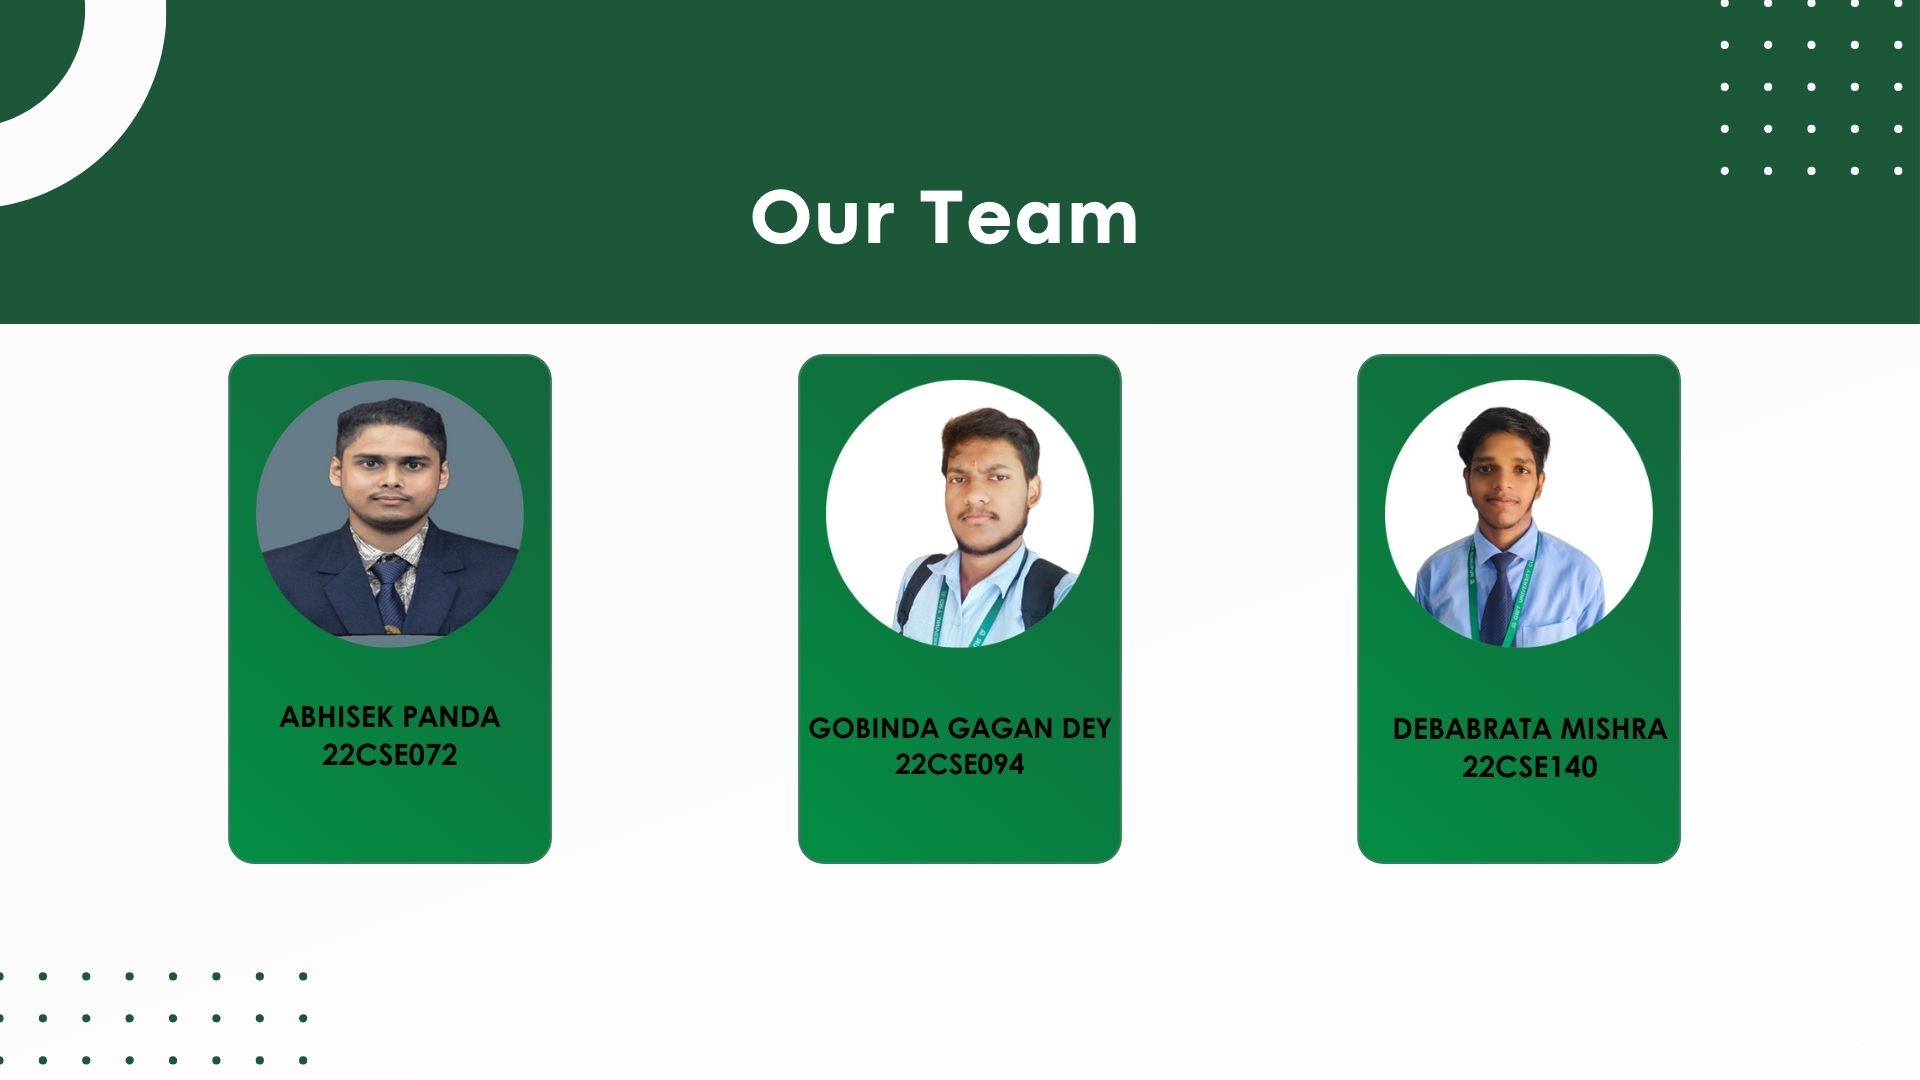 Our Team
ABHISEK PANDA
22CSE072
GOBINDA GAGAN DEY
22CSE094
DEBABRATA MISHRA
22CSE140